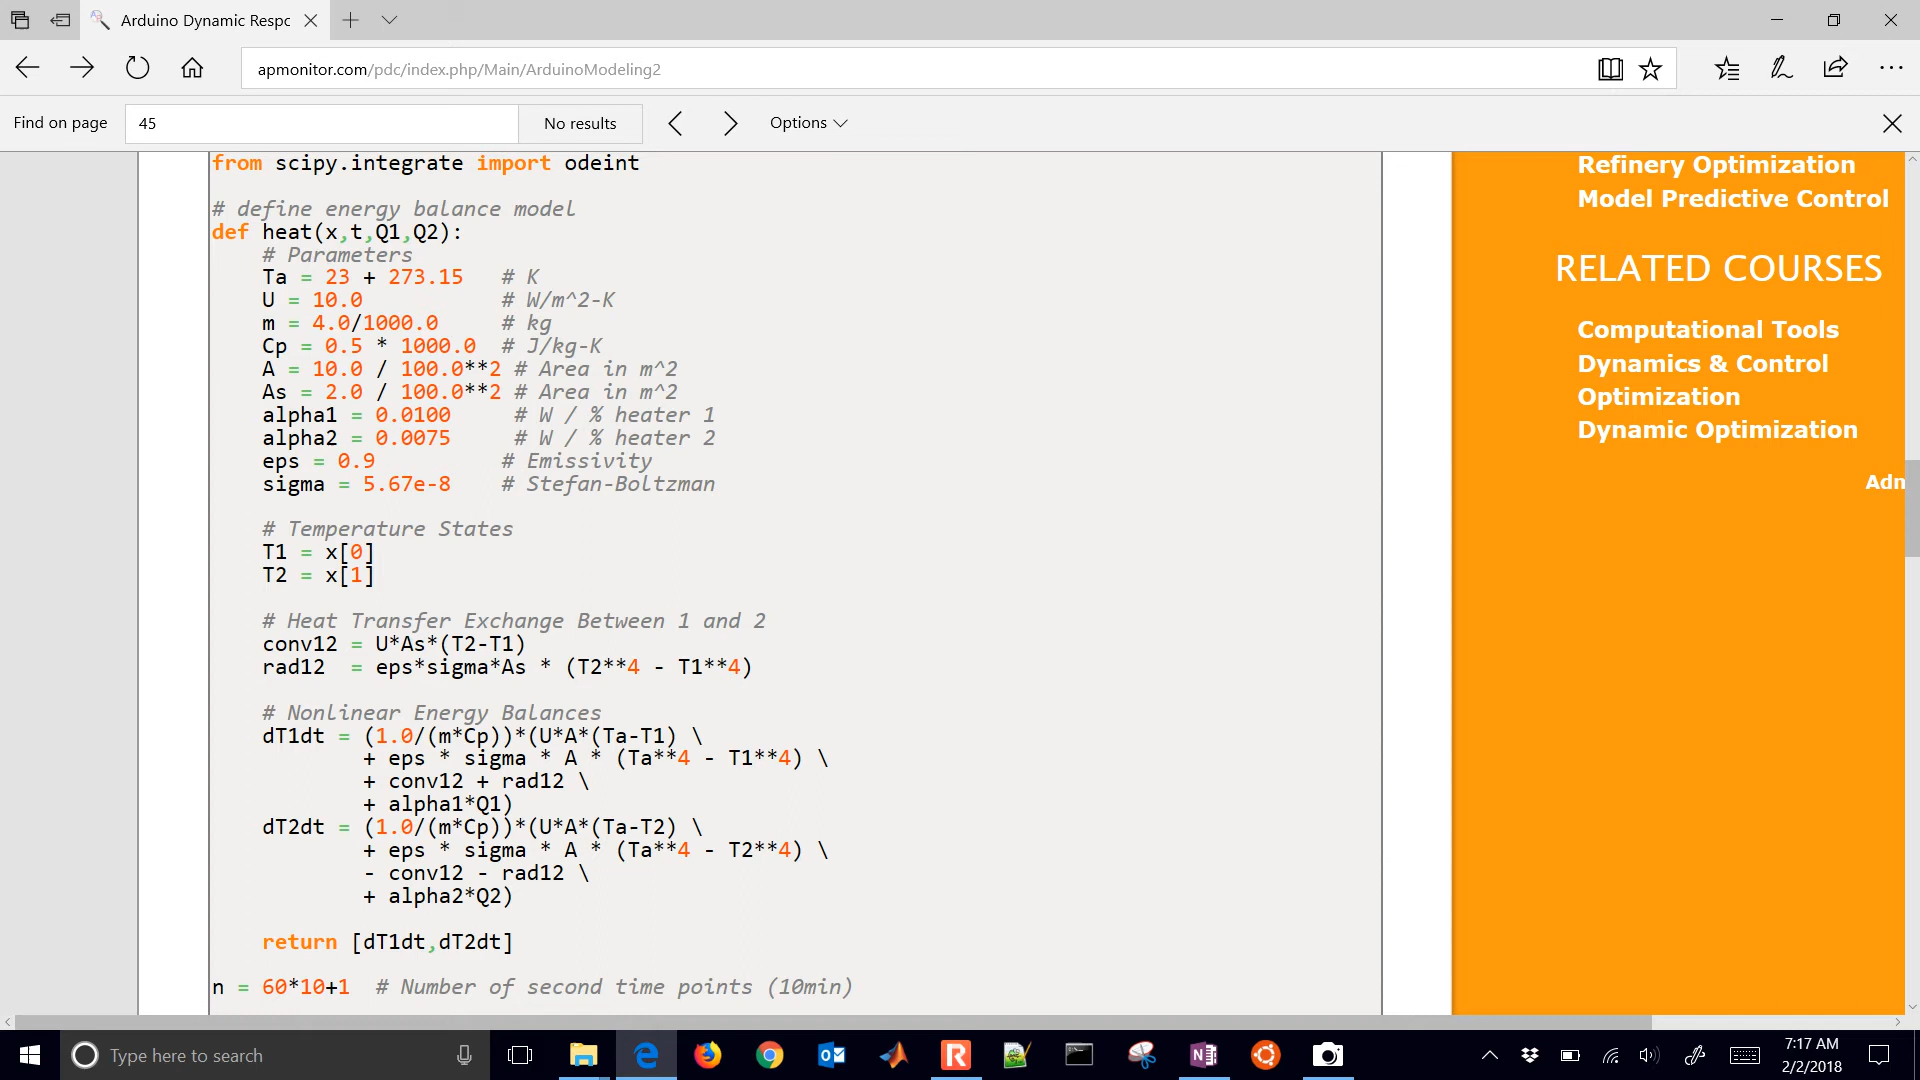 Arduino Dynamic Respc
apmonitor.com/pdc/index.php/Main/ArduinoModeling2
Find on page
45
No results
Options
from scipy.integrate import odeint
# define energy balance model
def heat(x,t,Q1,Q2):
# Parameters
Ta = 23 + 273.15 # K
U = 10.0 # W/m^2-K
m = 4.0/1000.0 # kg
Cp = 0.5 * 1000.0 # J/kg-K
A = 10.0 / 100.0**2 # Area in m^2
As = 2.0 / 100.0**2 # Area in m^2
alpha1 = 0.0100 # W / % heater 1
alpha2 = 0.0075 # W / % heater 2
eps = 0.9 # Emissivity
sigma = 5.67e-8 # Stefan-Boltzman
# Temperature States
T1 = x[0]
T2 = x[1]
# Heat Transfer Exchange Between 1 and 2
conv12 = U*As*(T2-T1)
rad12 = eps*sigma*As * (T2**4 - T1**4)
# Nonlinear Energy Balances
dT1dt = (1.0/(m*Cp))*(U*A*(Ta-T1) \
+ eps * sigma * A * (Ta**4 - T1**4) \
+ conv12 + rad12 \
+ alpha1*Q1)
dT2dt = (1.0/(m*Cp))*(U*A*(Ta-T2) \
+ eps * sigma * A * (Ta**4 - T2**4) \
- conv12 - rad12 \
+ alpha2*Q2)
return [dT1dt,dT2dt]
n = 60*10+1 # Number of second time points (10min)
Refinery Optimization
Model Predictive Control
RELATED COURSES
Computational Tools
Dynamics & Control
Optimization
Dynamic Optimization
Adn
Type here to search
7:17 AM
2/2/2018